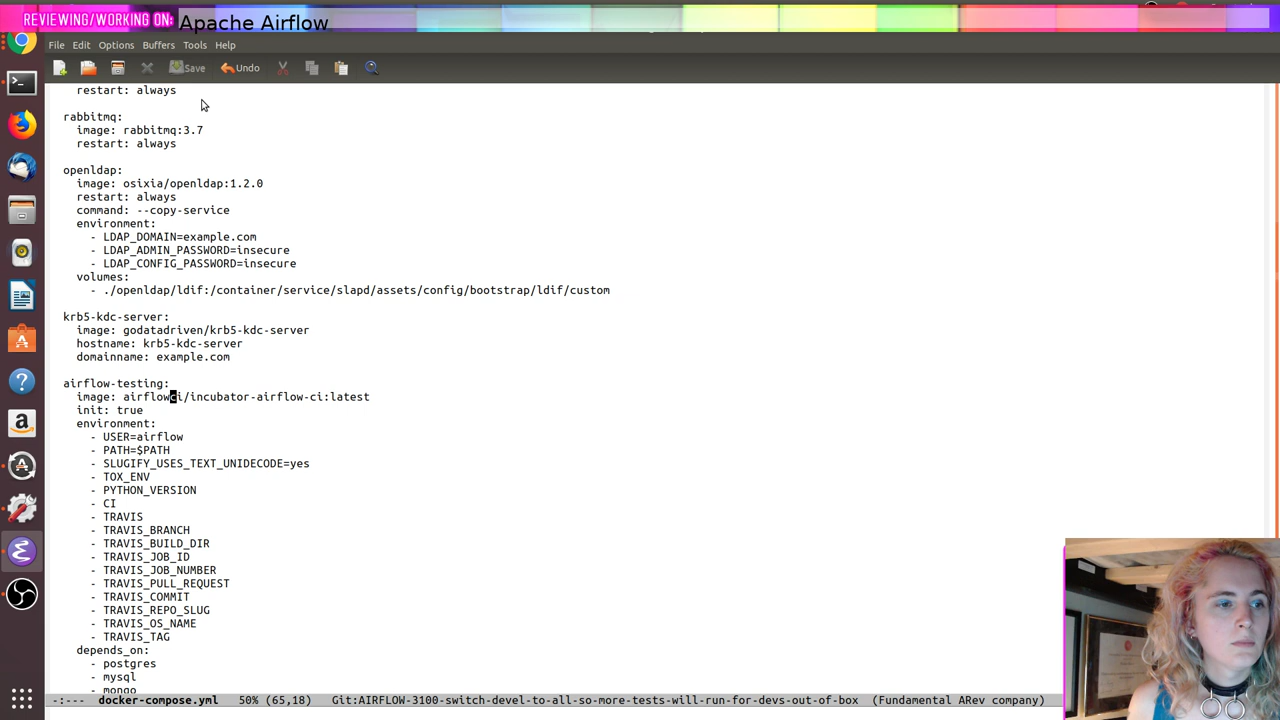 REVIEWING/WORKING ON: Apache Airflow
File Edit Options Buffers Tools Help
Save Undo
restart: always
rabbitmq:
image: rabbitmq:3.7
restart: always
openldap:
image: osixia/openldap:1.2.0
restart: always
command: --copy-service
environment:
- LDAP_DOMAIN=example.com
- LDAP_ADMIN_PASSWORD=insecure
- LDAP_CONFIG_PASSWORD=insecure
volumes:
- ./openldap/ldif:/container/service/slapd/assets/config/bootstrap/ldif/custom
krb5-kdc-server:
image: godatadriven/krb5-kdc-server
hostname: krb5-kdc-server
domainname: example.com
airflow-testing:
image: airflowci/incubator-airflow-ci:latest
init: true
environment:
- USER=airflow
- PATH=$PATH
- SLUGIFY_USES_TEXT_UNIDECODE=yes
- TOX_ENV
- PYTHON_VERSION
- CI
- TRAVIS
- TRAVIS_BRANCH
- TRAVIS_BUILD_DIR
- TRAVIS_JOB_ID
- TRAVIS_JOB_NUMBER
- TRAVIS_PULL_REQUEST
- TRAVIS_COMMIT
- TRAVIS_REPO_SLUG
- TRAVIS_OS_NAME
- TRAVIS_TAG
depends_on:
- postgres
- mysql
- mongo
-:--- docker-compose.yml 50% (65,18) Git:AIRFLOW-3100-switch-devel-to-all-so-more-tests-will-run-for-devs-out-of-box (Fundamental ARev company)